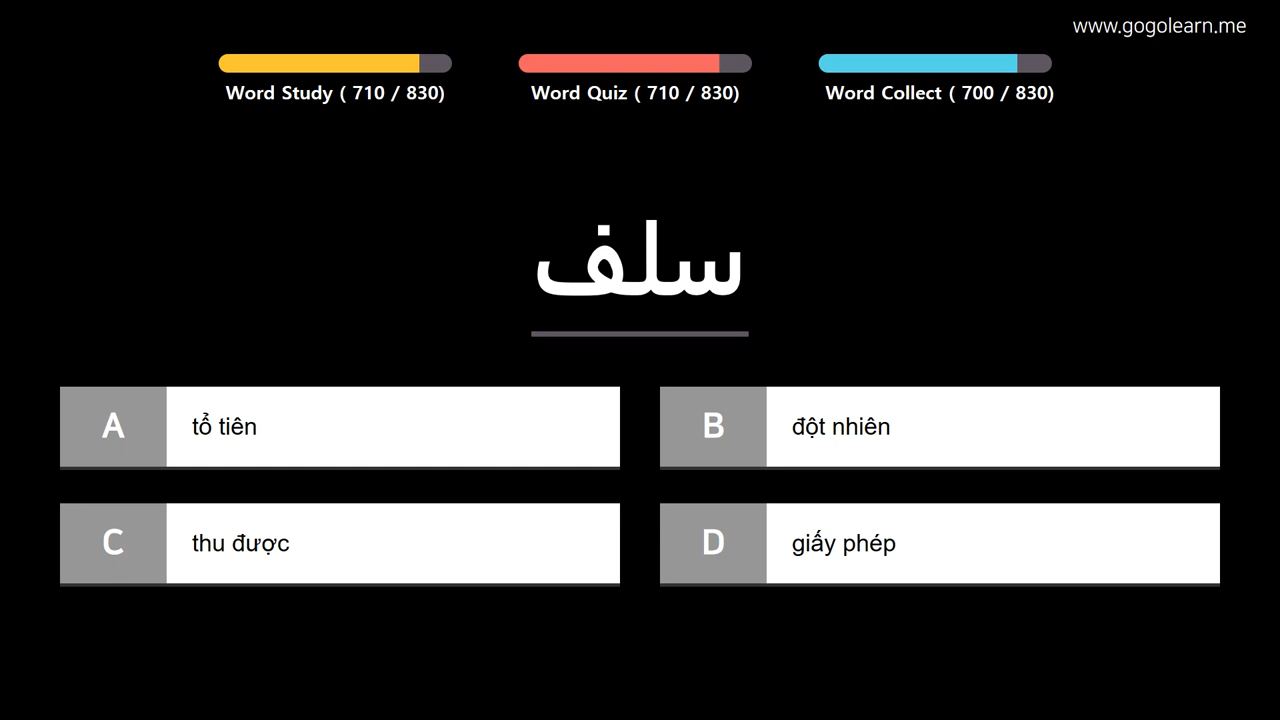 www.gogolearn.me
Word Study ( 710 / 830)
Word Quiz ( 710 / 830)
Word Collect ( 700 / 830)
سلف
A tổ tiên
B đột nhiên
C thu được
D giấy phép